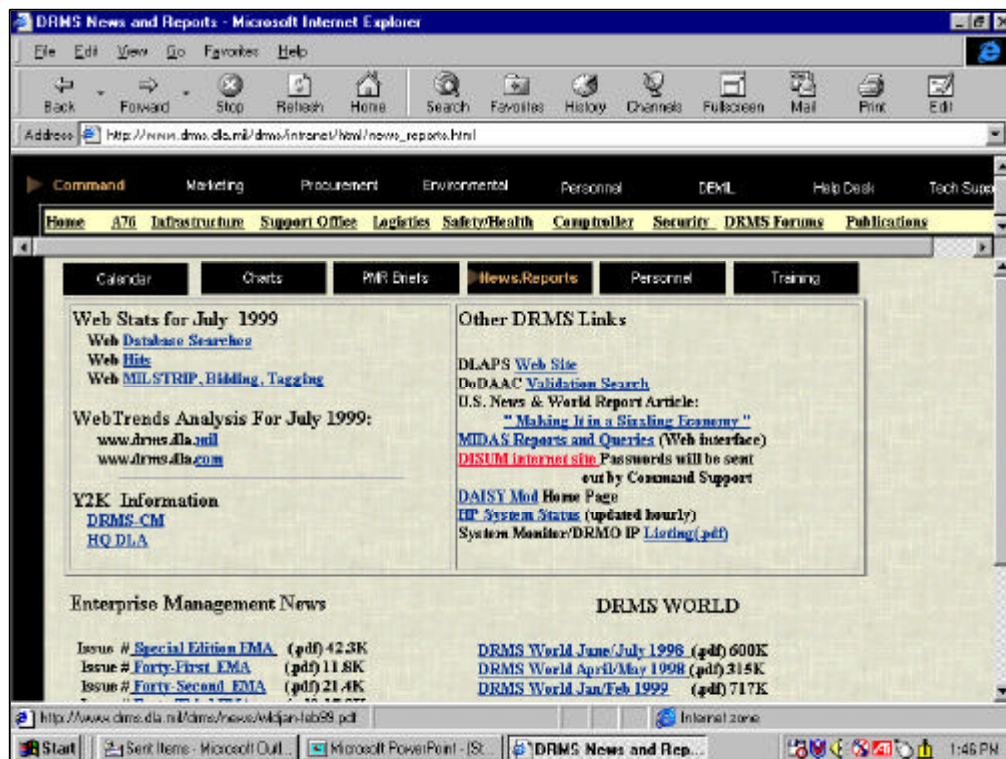 DRMS News and Reports - Microsoft Internet Explorer
File Edit View Go Favorites Help
Back Forward Stop Refresh Home Search Favorites History Channels Fullscreen Mail Print Edit
Address http://www.drms.dla.mil/drms/intranet/html/news_reports.html
Command Marketing Procurement Environmental Personnel DEMIL Help Desk Tech Suppo
Home A76 Infrastructure Support Office Logistics Safety/Health Comptroller Security DRMS Forums Publications
Calendar Charts PMR Briefs News/Reports Personnel Training
Web Stats for July 1999
Web Database Searches
Web Hits
Web MILSTRIP, Bidding, Tagging
WebTrends Analysis For July 1999:
www.drms.dla.mil
www.drms.dla.com
Y2K Information
DRMS-CM
HQ DLA
Other DRMS Links
DLAPS Web Site
DoDAAC Validation Search
U.S. News & World Report Article:
" Making It in a Sizzling Economy "
MIDAS Reports and Queries (Web interface)
DISUM internet site Passwords will be sent
out by Command Support
DAISY Mod Home Page
HP System Status (updated hourly)
System Monitor/DRMO IP Listing(.pdf)
Enterprise Management News
Issue # Special Edition EMA (.pdf) 42.3K
Issue # Forty-First EMA (.pdf) 11.8K
Issue # Forty-Second EMA (.pdf) 21.4K
DRMS WORLD
DRMS World June/July 1998 (.pdf) 600K
DRMS World April/May 1998 (.pdf) 315K
DRMS World Jan/Feb 1999 (.pdf) 717K
http://www.drms.dla.mil/drms/news/wldjan-feb99.pdf Internet zone
Start Sent Items - Microsoft Outl... Microsoft PowerPoint - [St... DRMS News and Rep... 1:46 PM